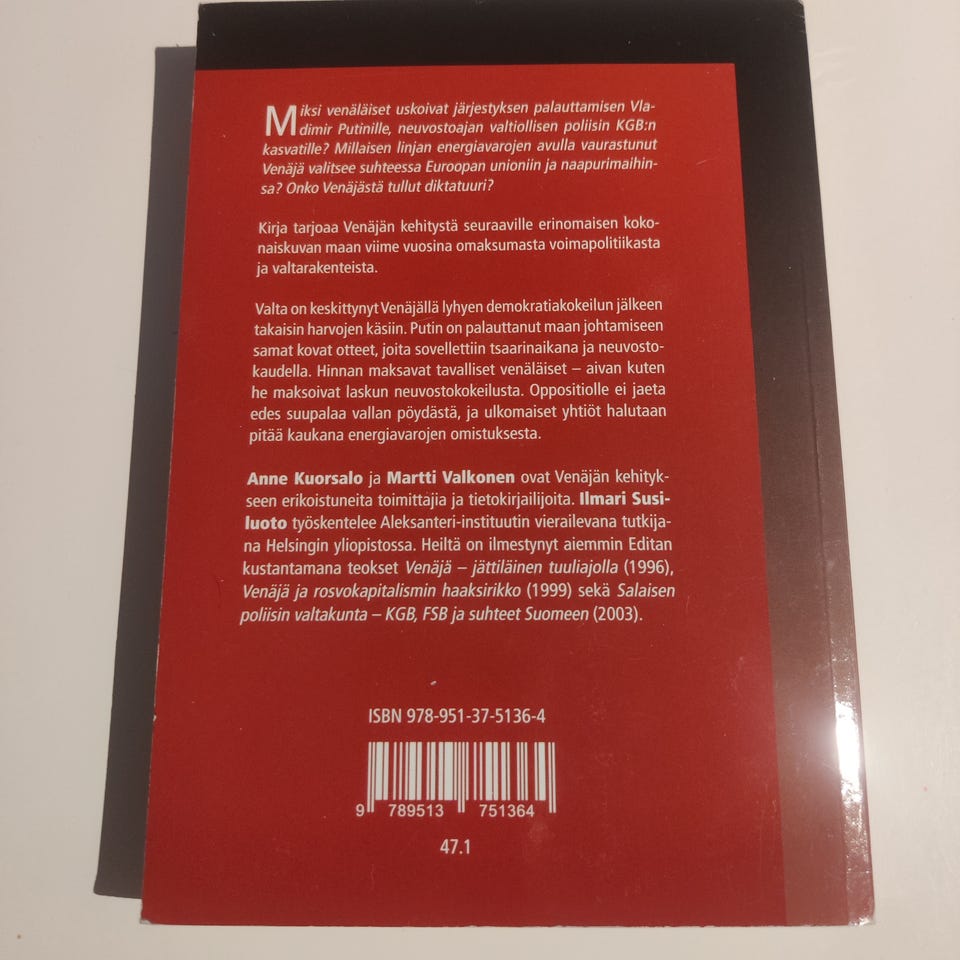 Miksi venäläiset uskoivat järjestyksen palauttamisen Vla-
dimir Putinille, neuvostoajan valtiollisen poliisin KGB:n
kasvatille? Millaisen linjan energiavarojen avulla vaurastunut
Venäjä valitsee suhteessa Euroopan unioniin ja naapurimaihin-
sa? Onko Venäjästä tullut diktatuuri?
Kirja tarjoaa Venäjän kehitystä seuraaville erinomaisen koko-
naiskuvan maan viime vuosina omaksumasta voimapolitiikasta
ja valtarakenteista.
Valta on keskittynyt Venäjällä lyhyen demokratiakokeilun jälkeen
takaisin harvojen käsiin. Putin on palauttanut maan johtamiseen
samat kovat otteet, joita sovellettiin tsaarinaikana ja neuvosto-
kaudella. Hinnan maksavat tavalliset venäläiset – aivan kuten
he maksoivat laskun neuvostokokeilusta. Oppositiolle ei jaeta
edes suupalaa vallan pöydästä, ja ulkomaiset yhtiöt halutaan
pitää kaukana energiavarojen omistuksesta.
Anne Kuorsalo ja Martti Valkonen ovat Venäjän kehityk-
seen erikoistuneita toimittajia ja tietokirjailijoita. Ilmari Susi-
luoto työskentelee Aleksanteri-instituutin vierailevana tutkija-
na Helsingin yliopistossa. Heiltä on ilmestynyt aiemmin Editan
kustantamana teokset Venäjä – jättiläinen tuuliajolla (1996),
Venäjä ja rosvokapitalismin haaksirikko (1999) sekä Salaisen
poliisin valtakunta – KGB, FSB ja suhteet Suomeen (2003).
ISBN 978-951-37-5136-4
9 789513 751364
47.1